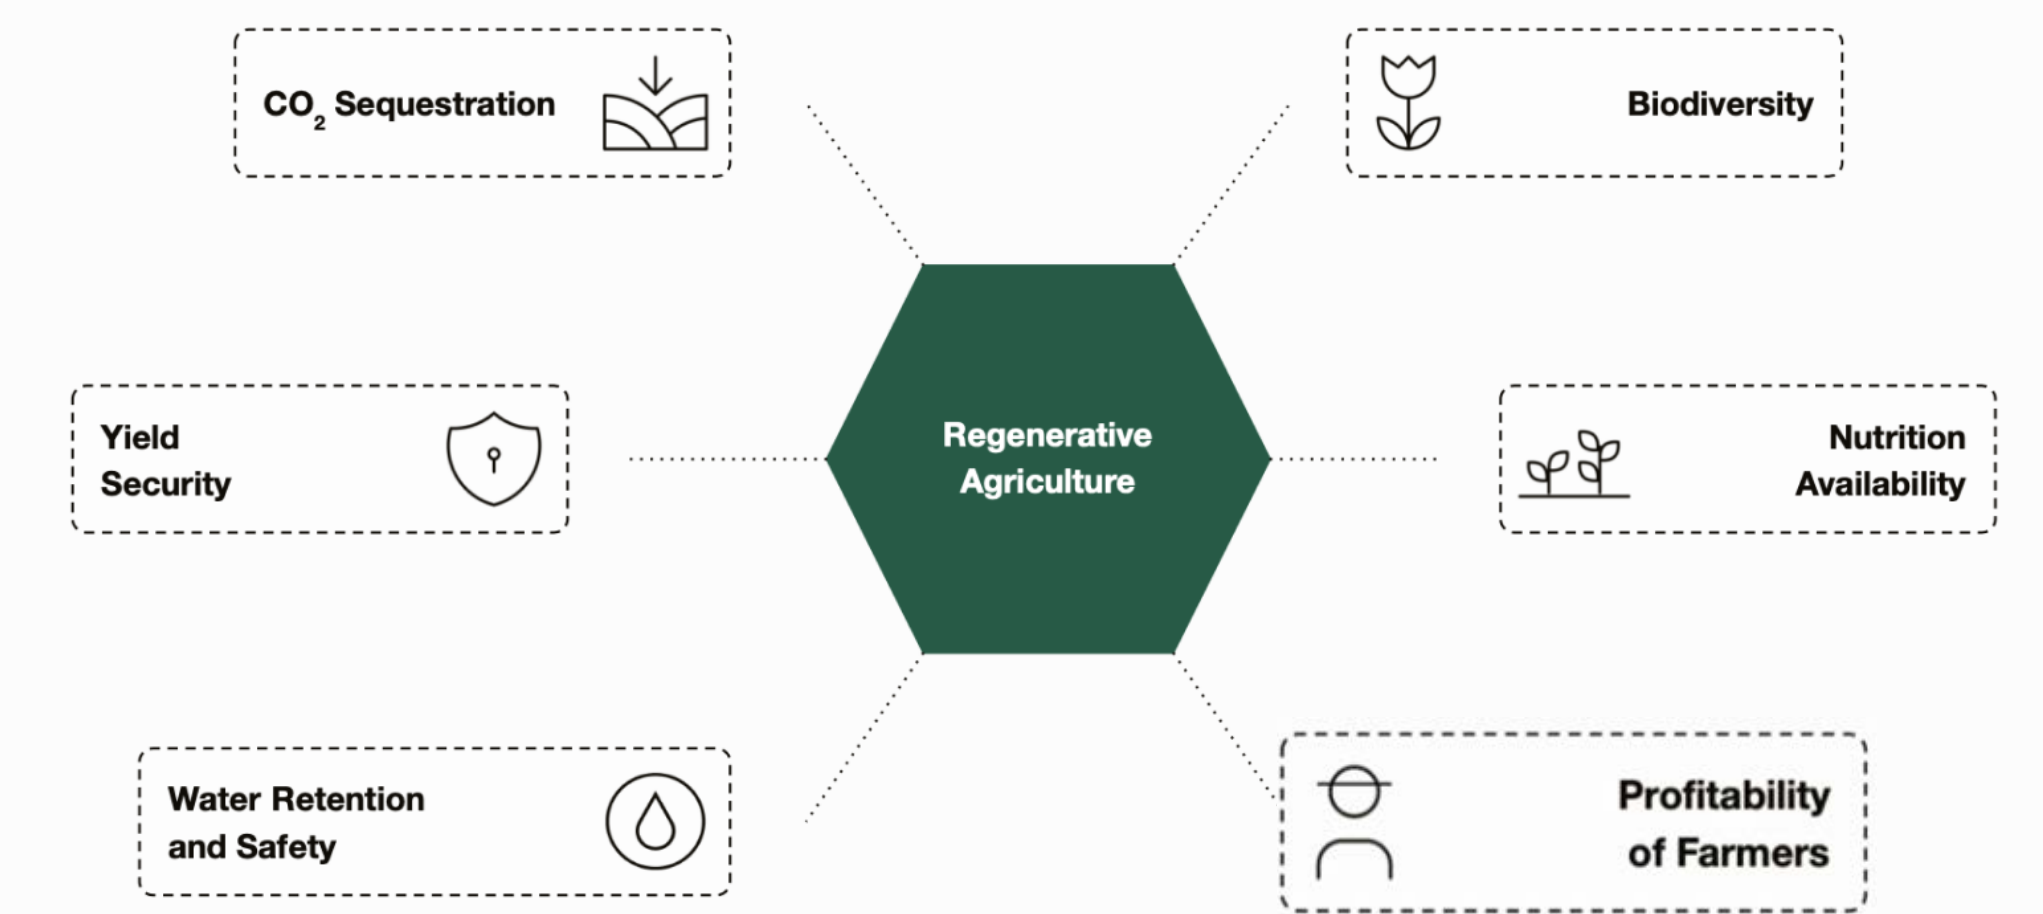 CO₂ Sequestration
Biodiversity
Yield
Security
Regenerative
Agriculture
Nutrition
Availability
Water Retention
and Safety
Profitability
of Farmers